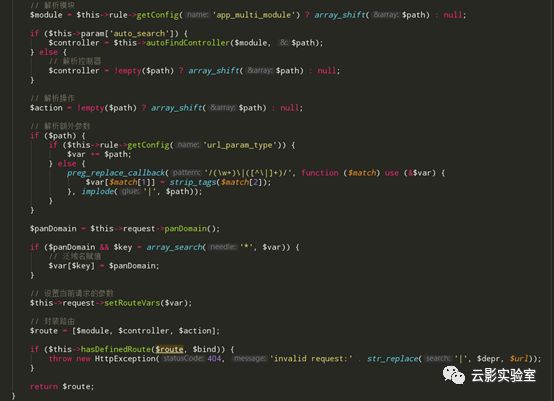 // 解析模块
$module = $this->rule->getConfig( name: 'app_multi_module') ? array_shift( &array: $path) : null;
if ($this->param['auto_search']) {
$controller = $this->autoFindController($module, &: $path);
} else {
// 解析控制器
$controller = !empty($path) ? array_shift( &array: $path) : null;
}
// 解析操作
$action = !empty($path) ? array_shift( &array: $path) : null;
// 解析额外参数
if ($path) {
if ($this->rule->getConfig( name: 'url_param_type')) {
$var += $path;
} else {
preg_replace_callback( pattern: '/(\w+)\|([^\|]+)/', function ($match) use (&$var) {
$var[$match[1]] = strip_tags($match[2]);
}, implode( glue: '|', $path));
}
}
$panDomain = $this->request->panDomain();
if ($panDomain && $key = array_search( needle: '*', $var)) {
// 泛域名赋值
$var[$key] = $panDomain;
}
// 设置当前请求的参数
$this->request->setRouteVars($var);
// 封装路由
$route = [$module, $controller, $action];
if ($this->hasDefinedRoute($route, $bind)) {
throw new HttpException( statusCode: 404, message: 'invalid request:' . str_replace( search: '|', $depr, $url));
}
return $route;
}
云影实验室